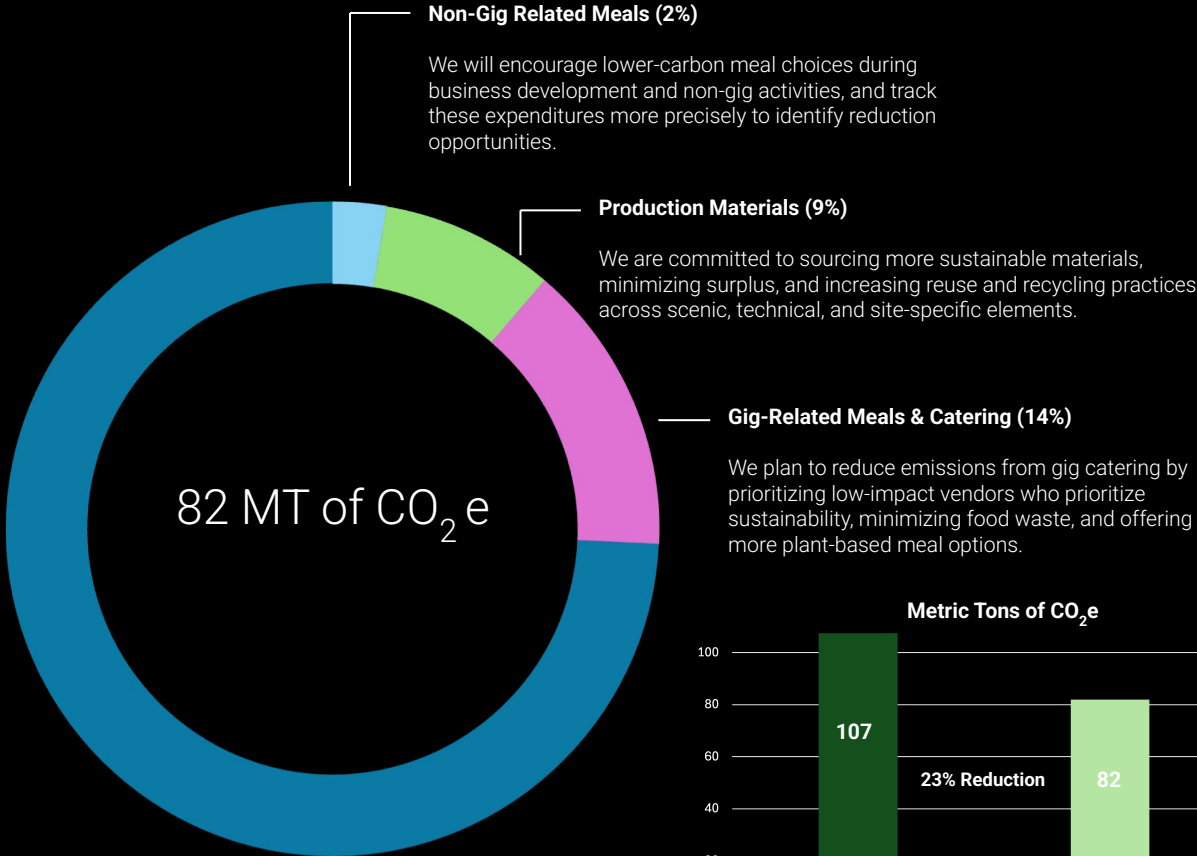 Non-Gig Related Meals (2%)
We will encourage lower-carbon meal choices during
business development and non-gig activities, and track
these expenditures more precisely to identify reduction
opportunities.
Production Materials (9%)
We are committed to sourcing more sustainable materials,
minimizing surplus, and increasing reuse and recycling practices
across scenic, technical, and site-specific elements.
Gig-Related Meals & Catering (14%)
We plan to reduce emissions from gig catering by
prioritizing low-impact vendors who prioritize
sustainability, minimizing food waste, and offering
more plant-based meal options.
82 MT of CO₂e
Metric Tons of CO₂e
100
80
60
40
107
23% Reduction
82